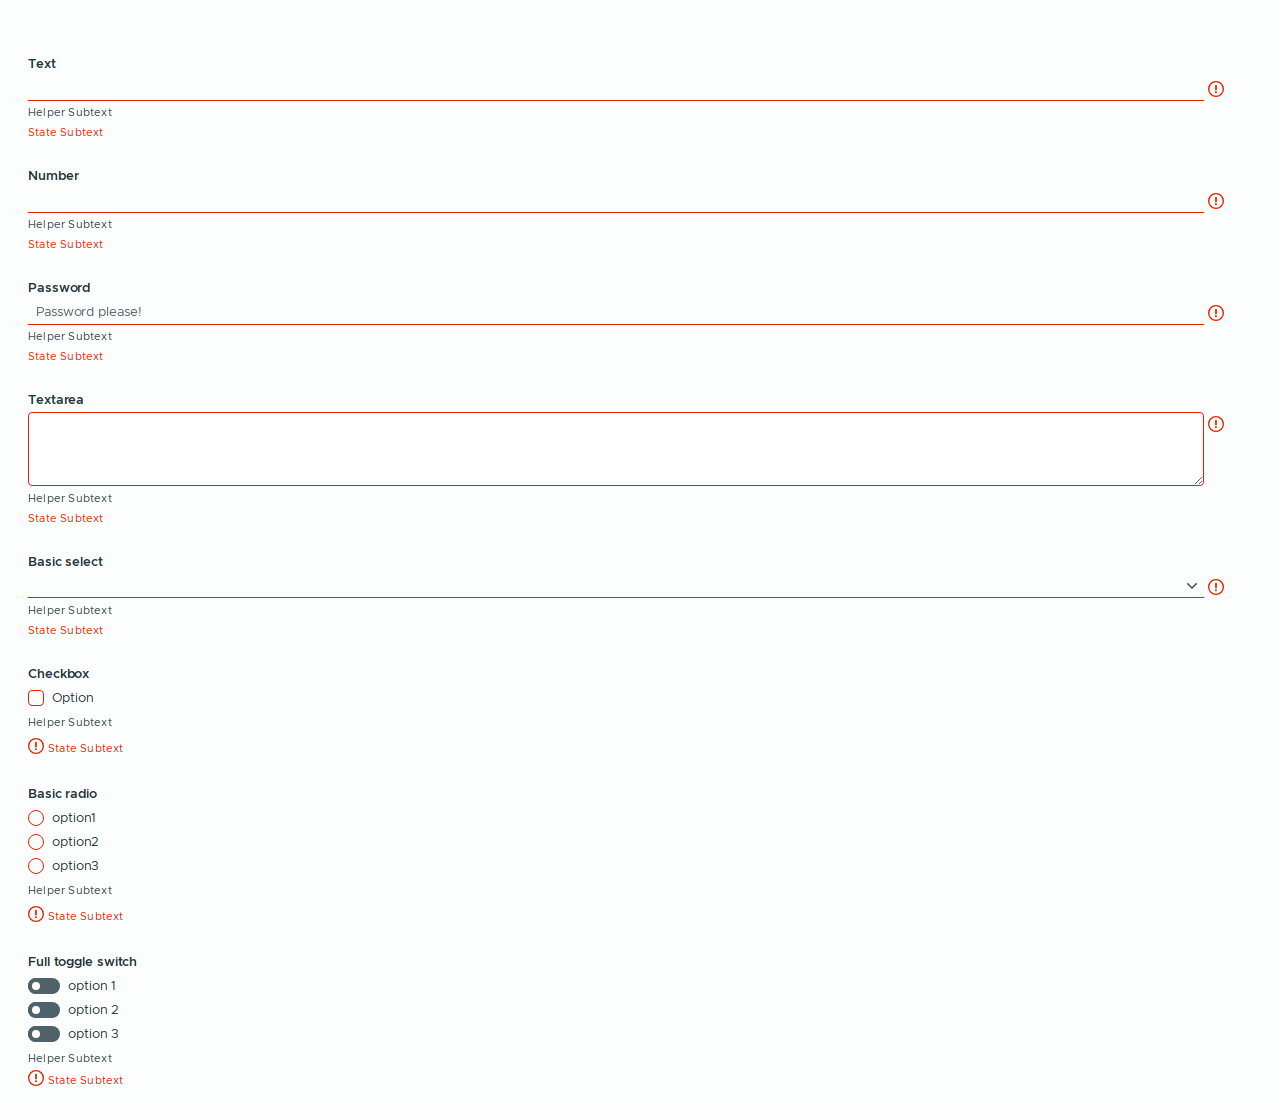 Text
Helper Subtext
State Subtext
Number
Helper Subtext
State Subtext
Password
Password please!
Helper Subtext
State Subtext
Textarea
Helper Subtext
State Subtext
Basic select
Helper Subtext
State Subtext
Checkbox
Option
Helper Subtext
State Subtext
Basic radio
option1
option2
option3
Helper Subtext
State Subtext
Full toggle switch
option 1
option 2
option 3
Helper Subtext
State Subtext